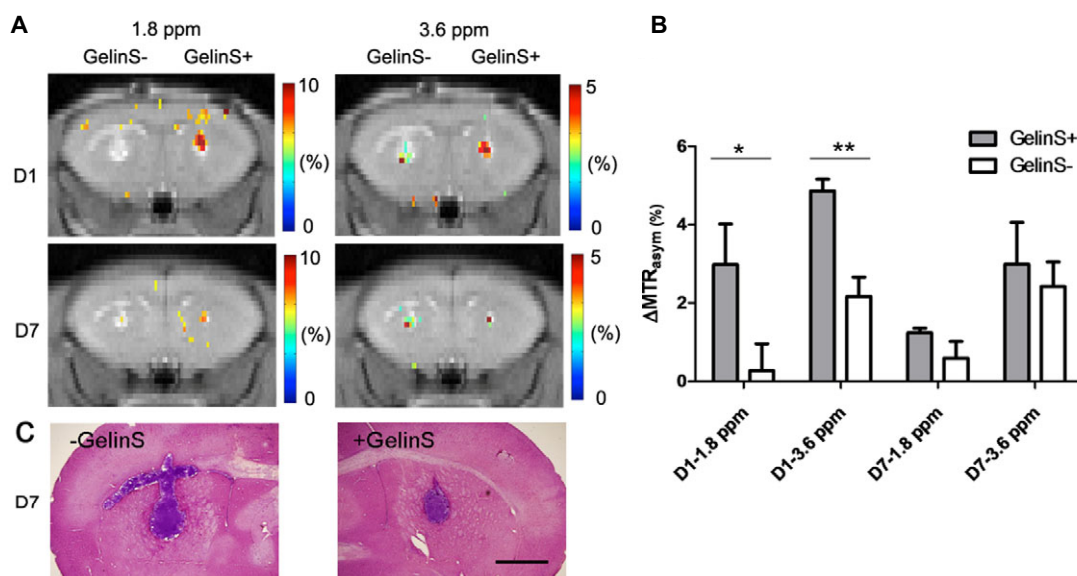 A
1.8 ppm
3.6 ppm
GelinS-
GelinS+
GelinS-
GelinS+
D1
10
(%)
0
5
(%)
0
D7
10
(%)
0
5
(%)
0
C
-GelinS
+GelinS
D7
B
GelinS+
GelinS-
*
**
ΔMTRasym (%)
6
4
2
0
D1-1.8 ppm
D1-3.6 ppm
D7-1.8 ppm
D7-3.6 ppm